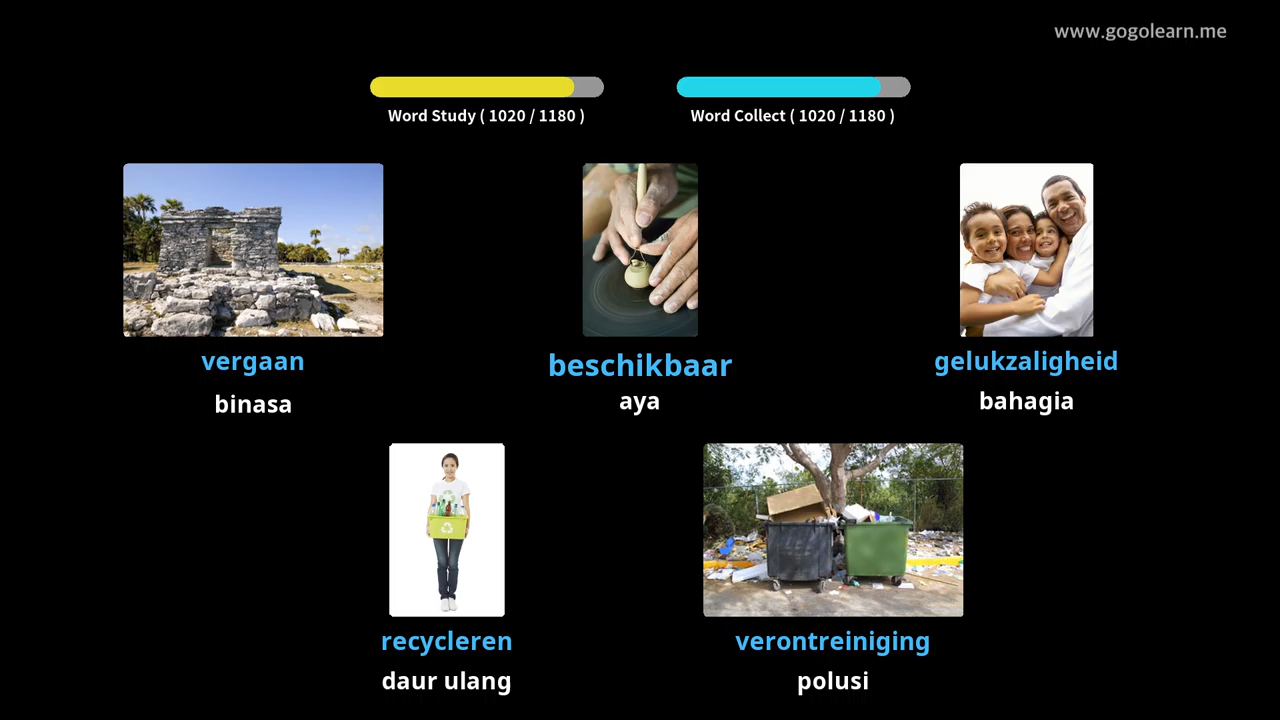 www.gogolearn.me
Word Study ( 1020 / 1180 )
Word Collect ( 1020 / 1180 )
vergaan
binasa
beschikbaar
aya
gelukzaligheid
bahagia
recycleren
daur ulang
verontreiniging
polusi